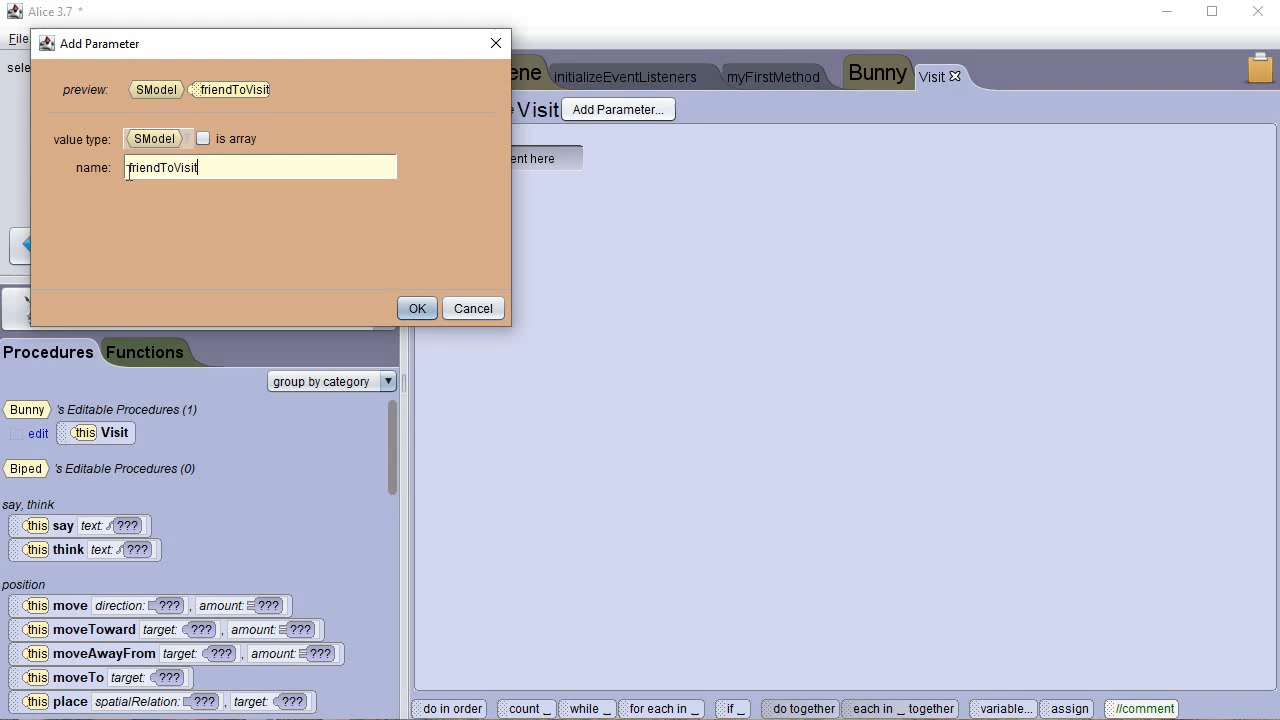 Alice 3.7 *
File
Add Parameter
sele
preview: SModel friendToVisit
value type: SModel is array
name: friendToVisit
OK Cancel
ene initializeEventListeners myFirstMethod Bunny Visit
Visit Add Parameter...
ent here
Procedures Functions
group by category
Bunny 's Editable Procedures (1)
edit this Visit
Biped 's Editable Procedures (0)
say, think
this say text: ???
this think text: ???
position
this move direction: ???, amount: ???
this moveToward target: ???, amount: ???
this moveAwayFrom target: ???, amount: ???
this moveTo target: ???
this place spatialRelation: ???, target: ???
do in order count _ while _ for each in _ if _ do together each in _ together variable... assign //comment